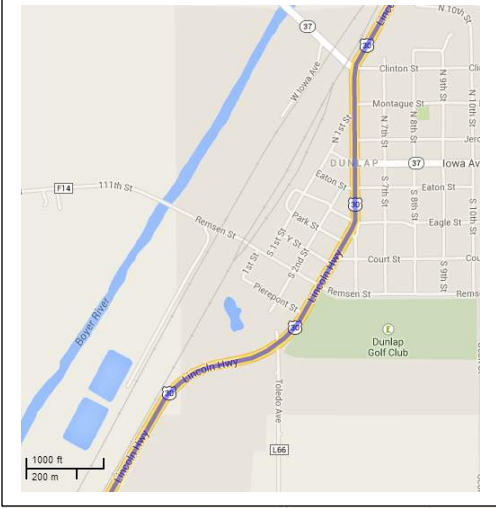 N 10th St
Lincoln
37
30
Clinton St
W Iowa Ave
N 9th St
N 10th St
Montague St
N 8th St
N 7th St
N 1st St
DUNLAP
37
Iowa Av
Eaton St
Eaton St
F14
111th St
S 7th St
S 8th St
S 10th St
30
Park St
Remsen St
Eagle St
Y St
S 1st St
S 2nd St
1st St
Court St
S 9th St
Lincoln Hwy
Pierepont St
Remsen St
Rems
Boyer River
30
Dunlap
Golf Club
Lincoln Hwy
30
Toledo Ave
Lincoln Hwy
L66
1000 ft
200 m